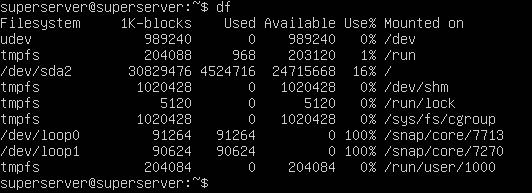 superserver@superserver:~$ df
Filesystem     1K-blocks    Used Available Use% Mounted on
udev              989240       0    989240   0% /dev
tmpfs             204088     968    203120   1% /run
/dev/sda2       30829476 4524716  24715668  16% /
tmpfs            1020428       0   1020428   0% /dev/shm
tmpfs               5120       0      5120   0% /run/lock
tmpfs            1020428       0   1020428   0% /sys/fs/cgroup
/dev/loop0         91264   91264         0 100% /snap/core/7713
/dev/loop1         90624   90624         0 100% /snap/core/7270
tmpfs             204084       0    204084   0% /run/user/1000
superserver@superserver:~$